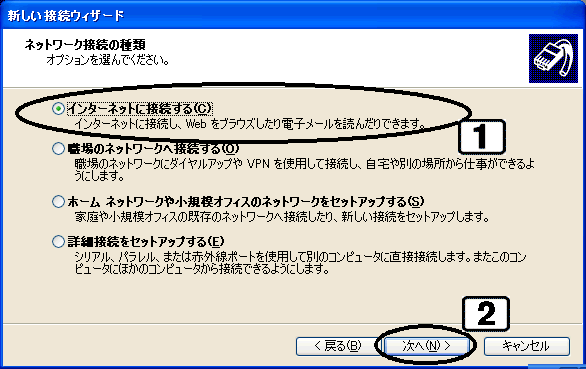 新しい接続ウィザード
ネットワーク接続の種類
オプションを選んでください。
インターネットに接続する(C)
インターネットに接続し、Web をブラウズしたり電子メールを読んだりできます。
1
職場のネットワークへ接続する(O)
職場のネットワークにダイヤルアップや VPN を使用して接続し、自宅や別の場所から仕事ができるよ
うにします。
ホーム ネットワークや小規模オフィスのネットワークをセットアップする(S)
家庭や小規模オフィスの既存のネットワークへ接続したり、新しい接続をセットアップします。
詳細接続をセットアップする(E)
シリアル、パラレル、または赤外線ポートを使用して別のコンピュータに直接接続します。またこのコン
ピュータにほかのコンピュータから接続できるようにします。
2
< 戻る(B)
次へ(N) >
キャンセル